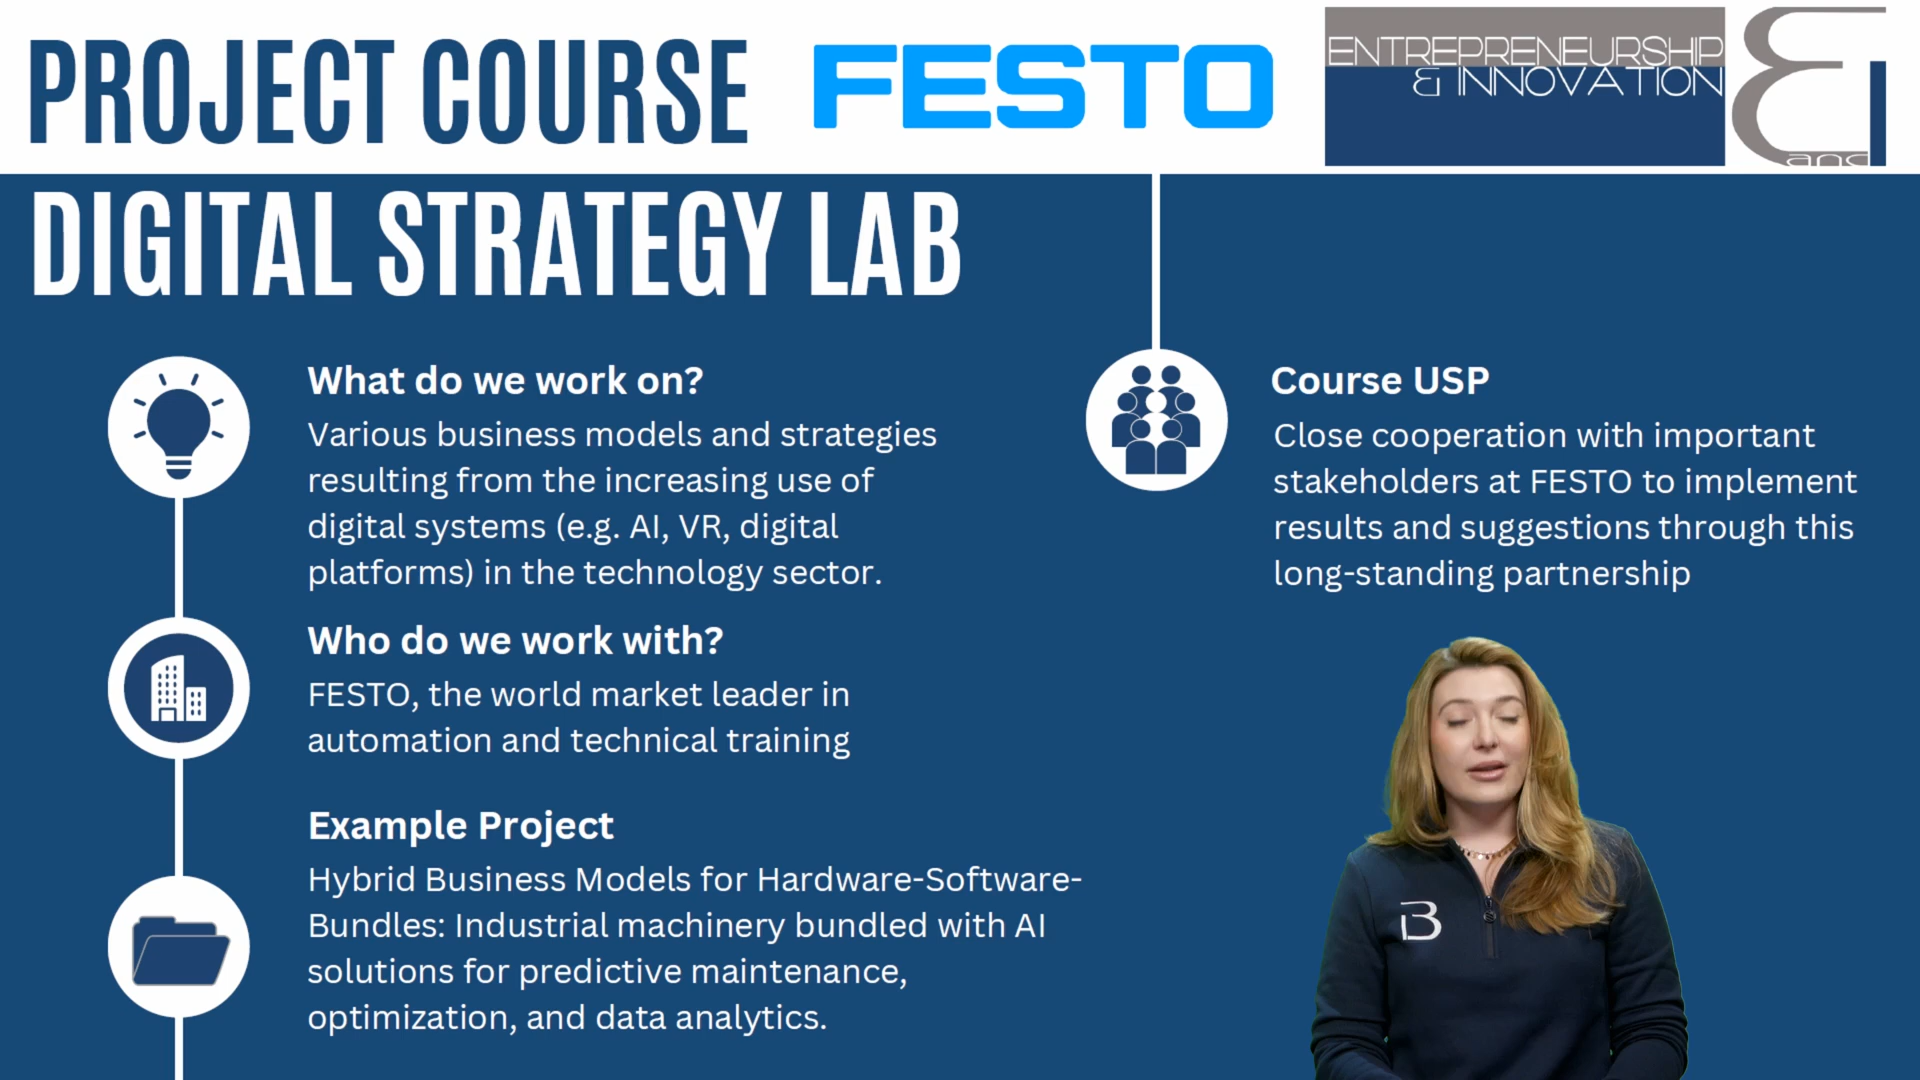 PROJECT COURSE
FESTO
ENTREPRENEURSHIP
& INNOVATION
and
DIGITAL STRATEGY LAB
What do we work on?
Various business models and strategies
resulting from the increasing use of
digital systems (e.g. AI, VR, digital
platforms) in the technology sector.
Who do we work with?
FESTO, the world market leader in
automation and technical training
Example Project
Hybrid Business Models for Hardware-Software-
Bundles: Industrial machinery bundled with AI
solutions for predictive maintenance,
optimization, and data analytics.
Course USP
Close cooperation with important
stakeholders at FESTO to implement
results and suggestions through this
long-standing partnership
B